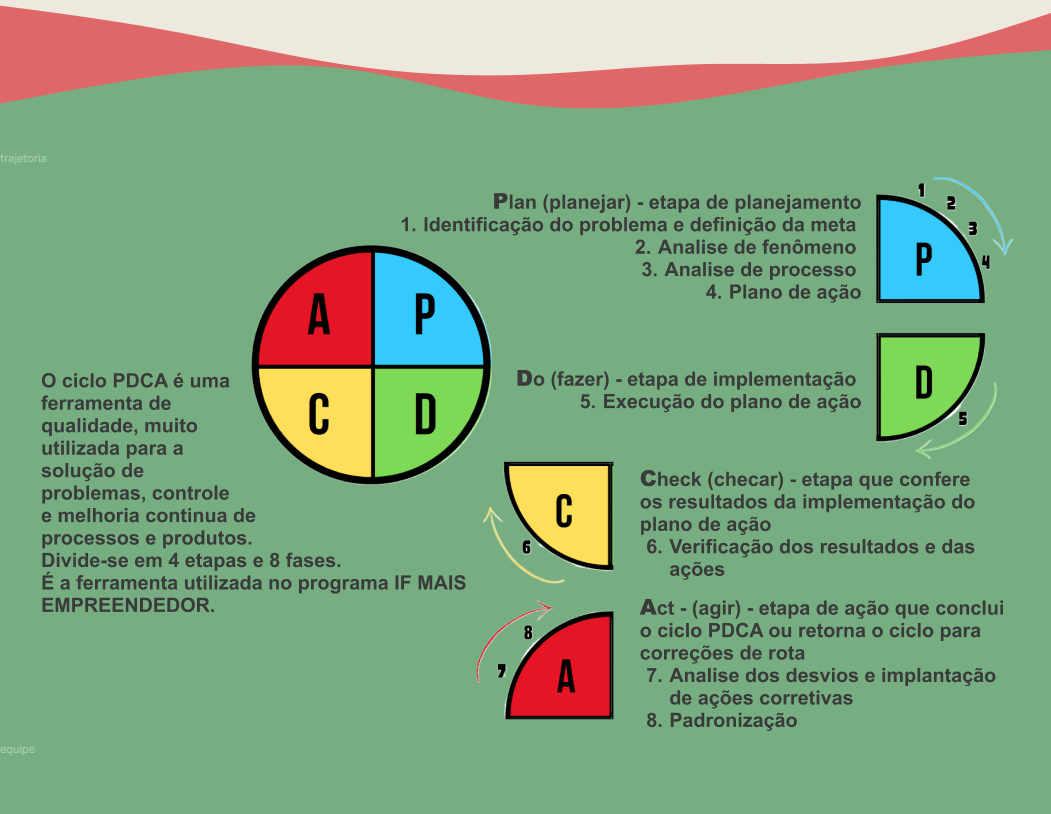 trajetoria
Plan (planejar) - etapa de planejamento
1. Identificação do problema e definição da meta
2. Analise de fenômeno
3. Analise de processo
4. Plano de ação
1
2
3
4
P
A
P
C
D
O ciclo PDCA é uma
ferramenta de
qualidade, muito
utilizada para a
solução de
problemas, controle
e melhoria continua de
processos e produtos.
Divide-se em 4 etapas e 8 fases.
É a ferramenta utilizada no programa IF MAIS
EMPREENDEDOR.
Do (fazer) - etapa de implementação
5. Execução do plano de ação
D
5
C
6
Check (checar) - etapa que confere
os resultados da implementação do
plano de ação
6. Verificação dos resultados e das
ações
8
7
A
Act - (agir) - etapa de ação que conclui
o ciclo PDCA ou retorna o ciclo para
correções de rota
7. Analise dos desvios e implantação
de ações corretivas
8. Padronização
equipe